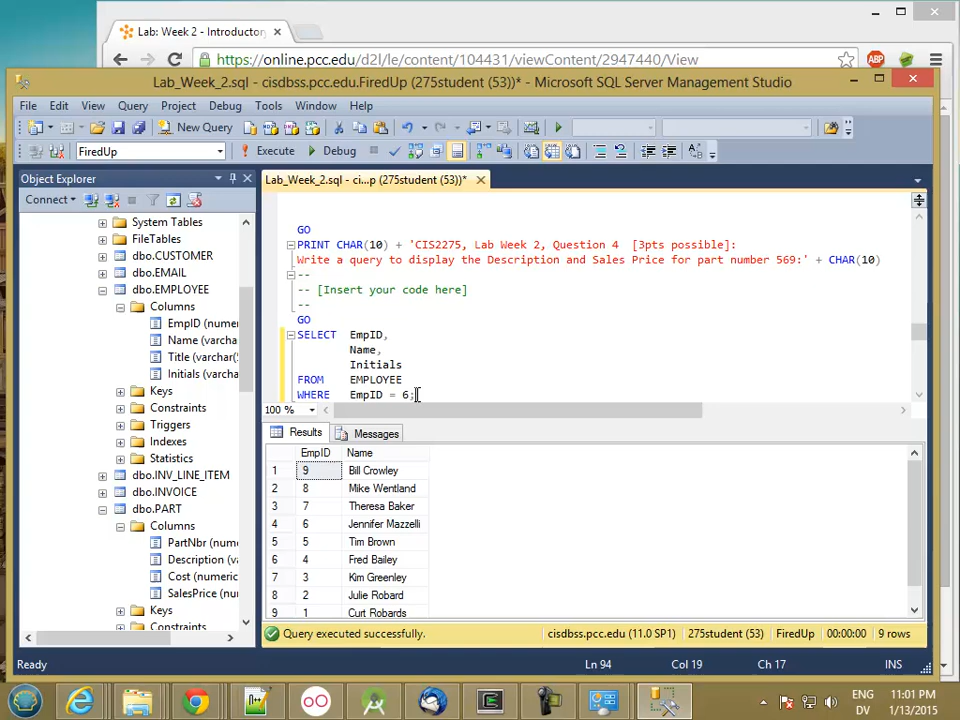 Lab: Week 2 - Introductory
https://online.pcc.edu/d2l/le/content/104431/viewContent/2947440/View
ABP
Lab_Week_2.sql - cisdbss.pcc.edu.FiredUp (275student (53))* - Microsoft SQL Server Management Studio
File Edit View Query Project Debug Tools Window Help
New Query
FiredUp
Execute
Debug
Object Explorer
Lab_Week_2.sql - ci...p (275student (53))*
Connect
System Tables
FileTables
dbo.CUSTOMER
dbo.EMAIL
dbo.EMPLOYEE
Columns
EmpID (numer
Name (varchar
Title (varchar(
Initials (varcha
Keys
Constraints
Triggers
Indexes
Statistics
dbo.INV_LINE_ITEM
dbo.INVOICE
dbo.PART
Columns
PartNbr (nume
Description (va
Cost (numeric
SalesPrice (nu
Keys
Constraints
GO
PRINT CHAR(10) + 'CIS2275, Lab Week 2, Question 4  [3pts possible]:
Write a query to display the Description and Sales Price for part number 569:' + CHAR(10)
--
-- [Insert your code here]
--
GO
SELECT EmpID,
Name,
Initials
FROM EMPLOYEE
WHERE EmpID = 6;
100 %
Results Messages
EmpID Name
1 9 Bill Crowley
2 8 Mike Wentland
3 7 Theresa Baker
4 6 Jennifer Mazzelli
5 5 Tim Brown
6 4 Fred Bailey
7 3 Kim Greenley
8 2 Julie Robard
9 1 Curt Robards
Query executed successfully.
cisdbss.pcc.edu (11.0 SP1) 275student (53) FiredUp 00:00:00 9 rows
Ready
Ln 94 Col 19 Ch 17 INS
ENG
DV
11:01 PM
1/13/2015